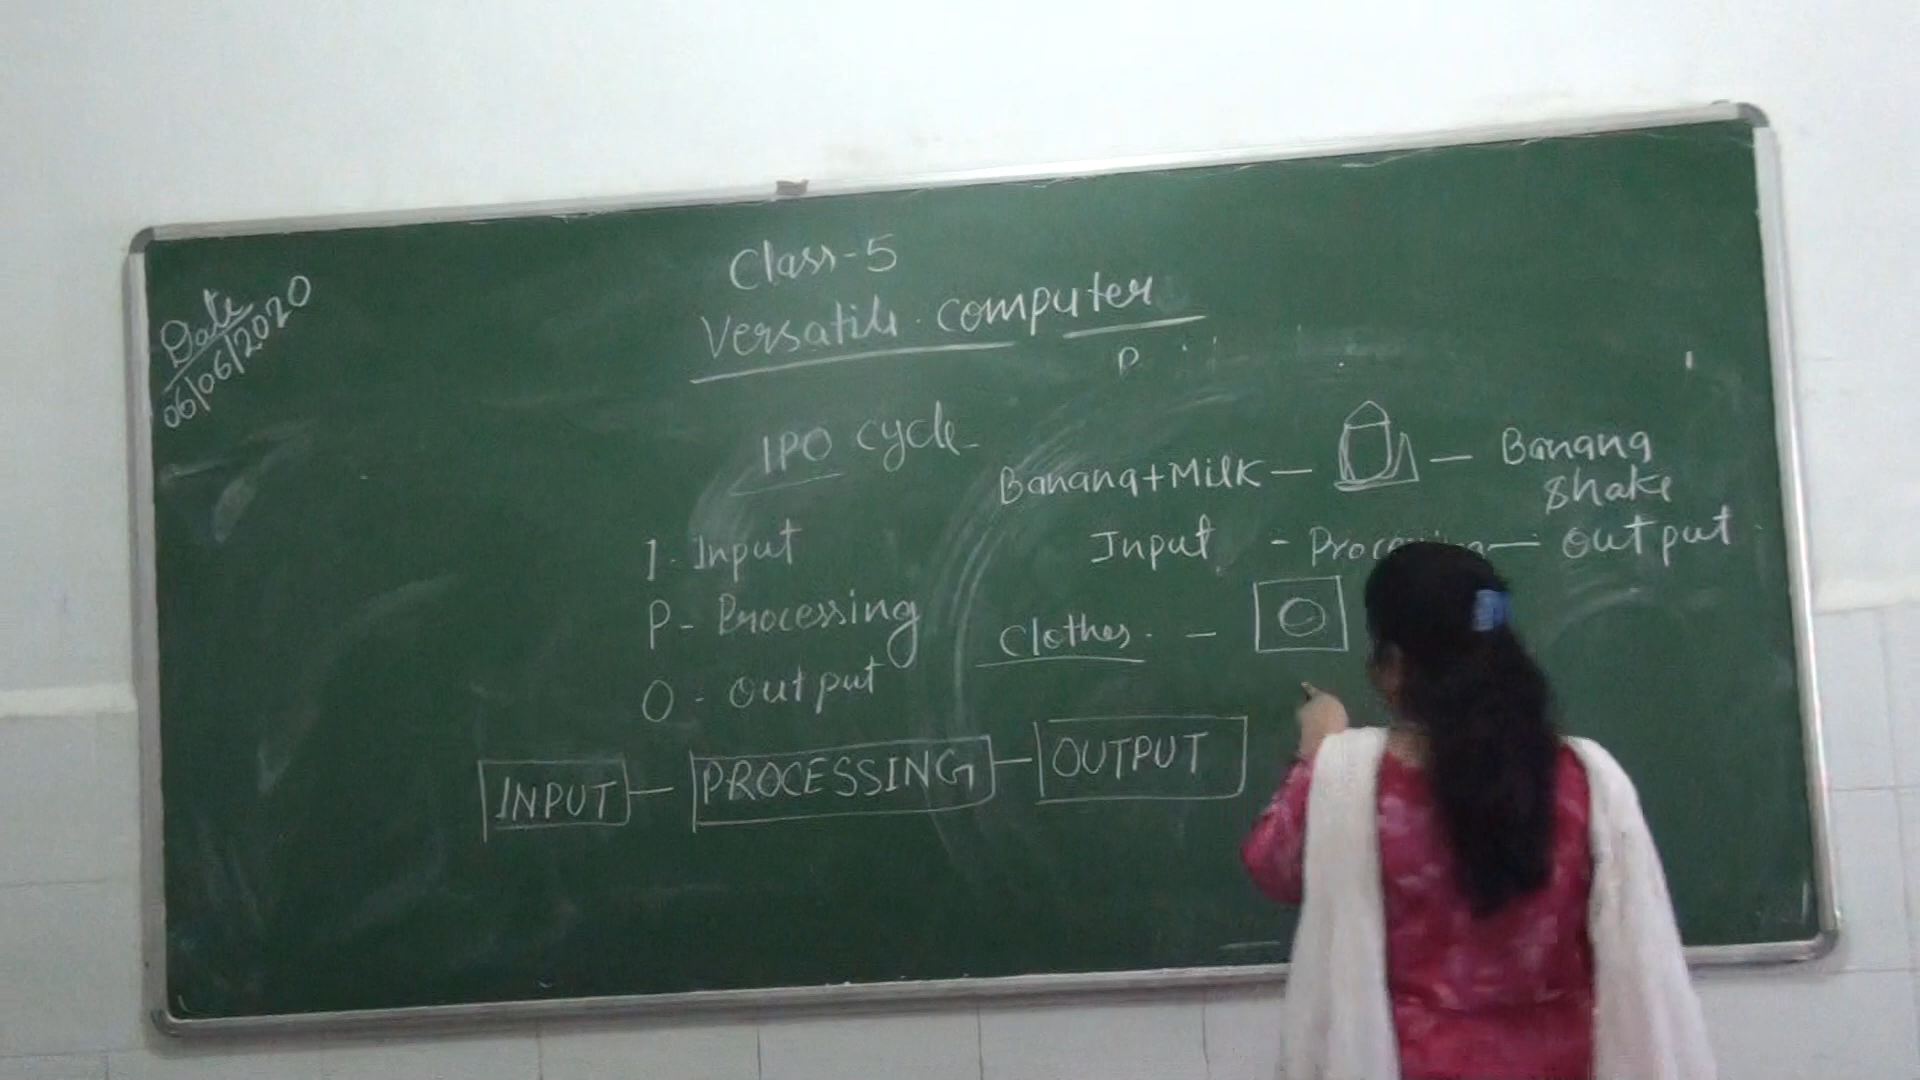 Class-5
Date
06/06/2020
Versatile computer
P
IPO cycle
Banana+Milk - - Banana
Shake
I - Input
Input - - Output
P - Processing
Clothes -
O - Output
INPUT - PROCESSING - OUTPUT